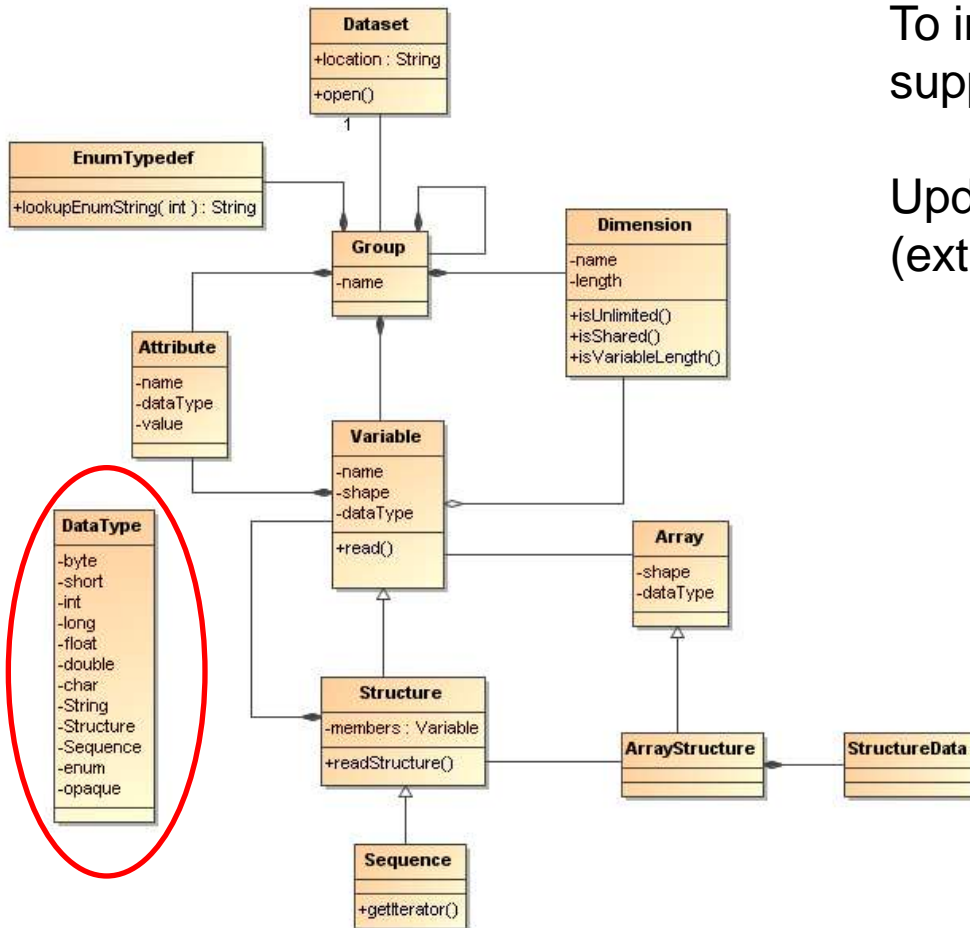 Dataset
+location : String
+open()
1
To
supp
Upd
(ext
EnumTypedef
+lookupEnumString( int ) : String
Group
-name
Dimension
-name
-length
+isUnlimited()
+isShared()
+isVariableLength()
Attribute
-name
-dataType
-value
Variable
-name
-shape
-dataType
+read()
DataType
-byte
-short
-int
-long
-float
-double
-char
-String
-Structure
-Sequence
-enum
-opaque
Array
-shape
-dataType
Structure
-members : Variable
+readStructure()
ArrayStructure
StructureData
Sequence
+getIterator()